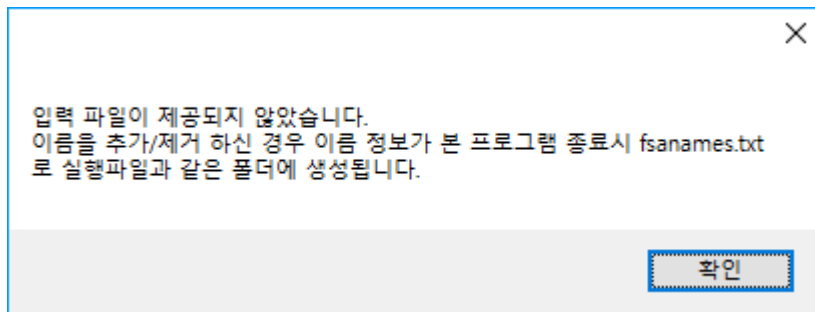 입력 파일이 제공되지 않았습니다.
이름을 추가/제거 하신 경우 이름 정보가 본 프로그램 종료시 fsanames.txt
로 실행파일과 같은 폴더에 생성됩니다.
확인